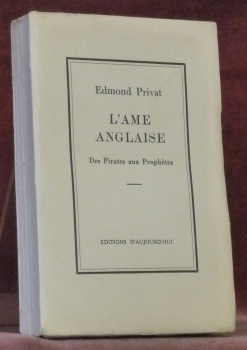 Edmond Privat
L'AME
ANGLAISE
Des Pirates aux Prophètes
EDITIONS D'AUJOURD'HUI